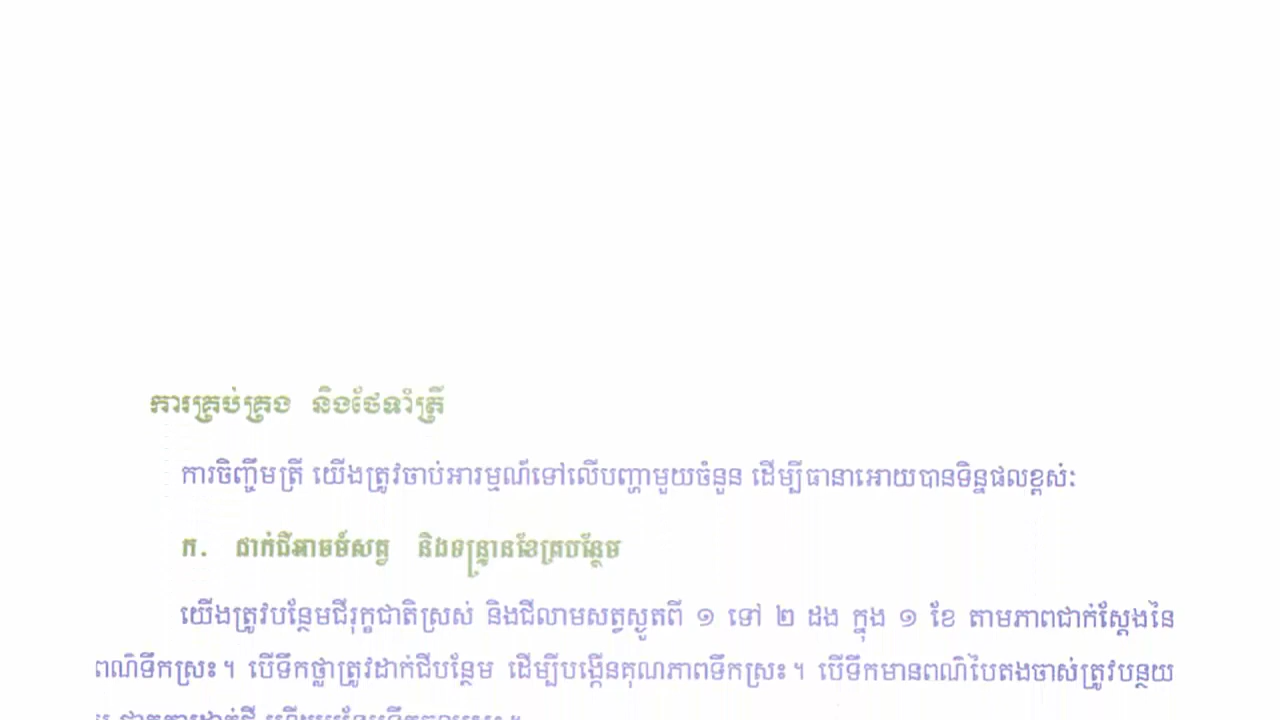 ការគ្រប់គ្រង និងថែទាំត្រី
ការចិញ្ចឹមត្រី យើងត្រូវចាប់អារម្មណ៍ទៅលើបញ្ហាមួយចំនួន ដើម្បីធានាអោយបានទិន្នផលខ្ពស់:
ក. ដាក់ជីអាចម៍សត្វ និងទន្ទ្រានខែត្របន្ថែម
យើងត្រូវបន្ថែមជីរុក្ខជាតិស្រស់ និងជីលាមសត្វស្ងួតពី ១ ទៅ ២ ដង ក្នុង ១ ខែ តាមភាពជាក់ស្តែងនៃ
ពណ៌ទឹកស្រះ។ បើទឹកថ្លាត្រូវដាក់ជីបន្ថែម ដើម្បីបង្កើនគុណភាពទឹកស្រះ។ បើទឹកមានពណ៌បៃតងចាស់ត្រូវបន្ថយ